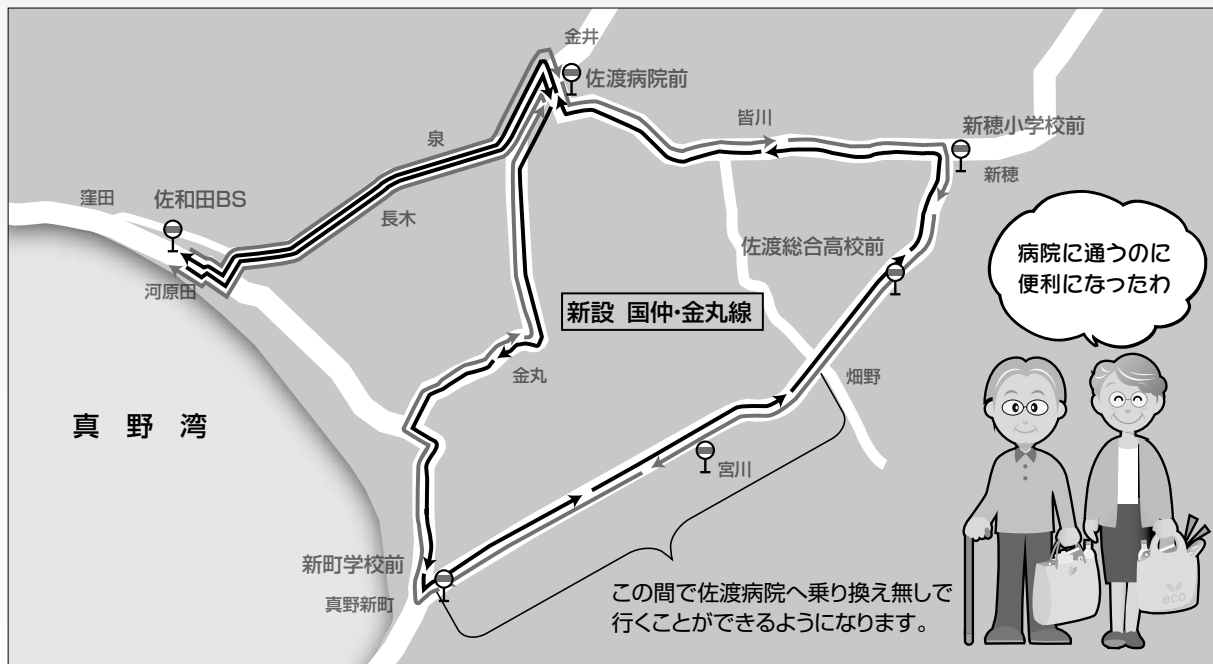 金井
佐渡病院前
皆川
新穂小学校前
新穂
泉
佐和田BS
窪田
長木
河原田
佐渡総合高校前
病院に通うのに
便利になったわ
新設 国仲・金丸線
金丸
畑野
真野湾
宮川
新町学校前
真野新町
この間で佐渡病院へ乗り換え無しで
行くことができるようになります。
eco